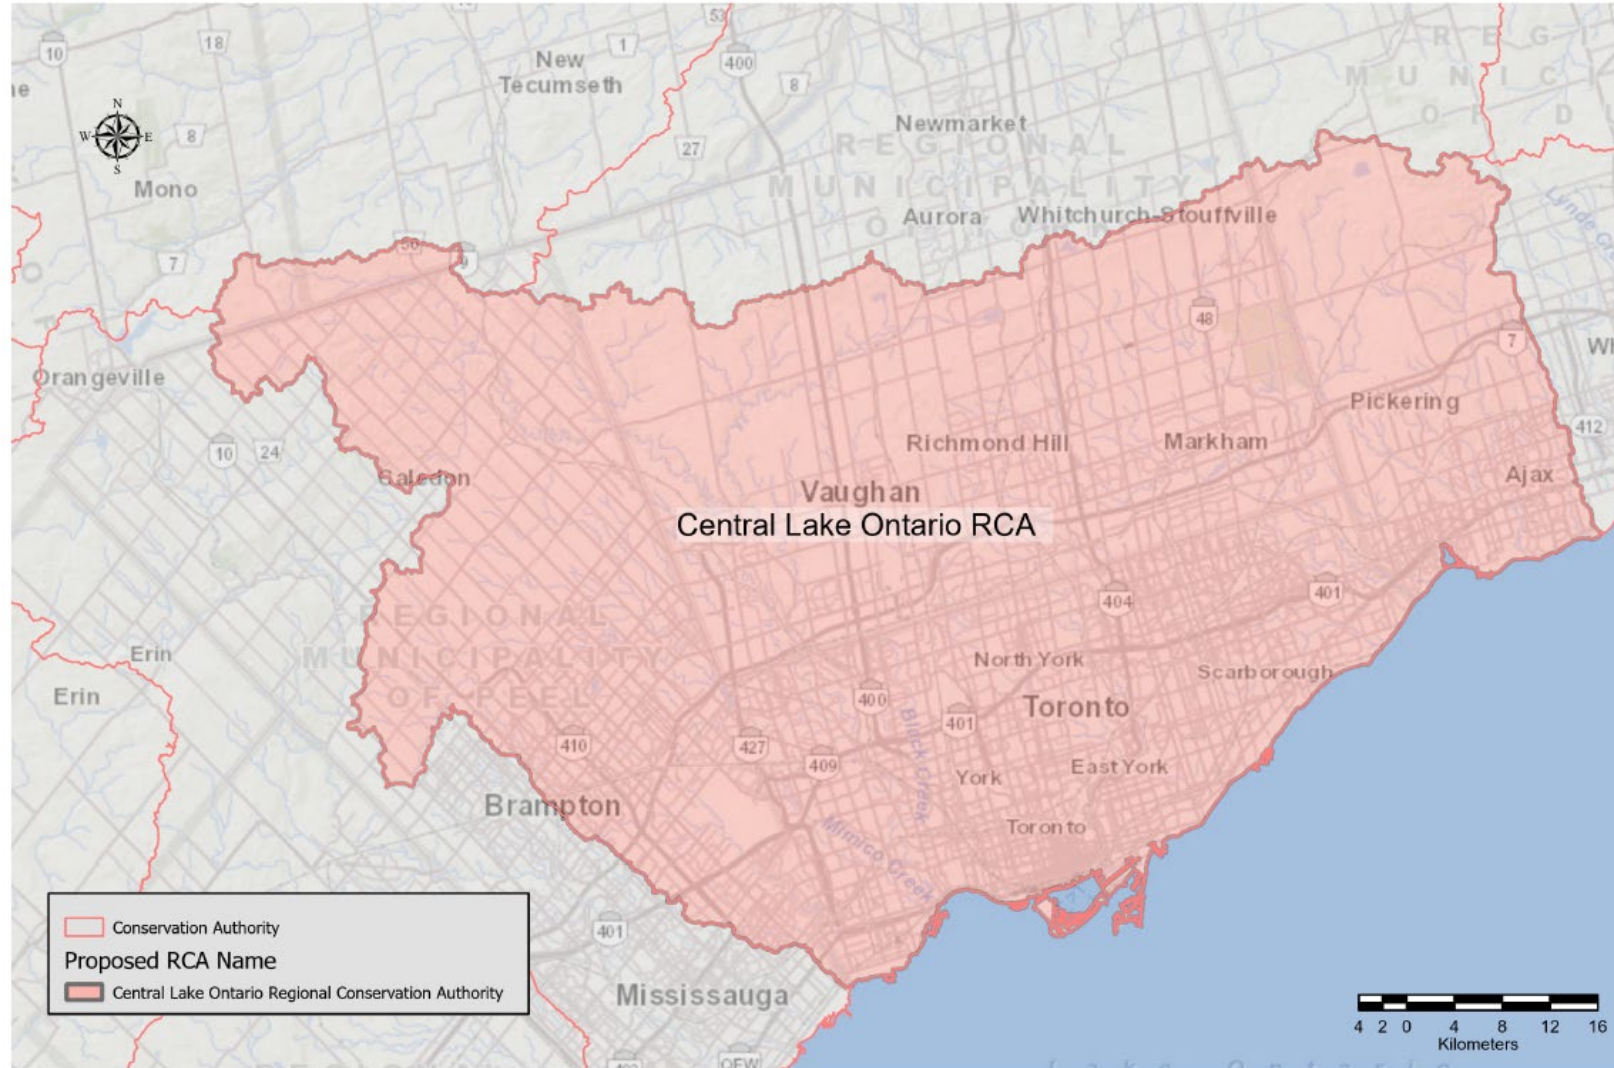 10
18
53
New
Tecumseth
1
400
8
27
N
W
E
S
8
Mono
Newmarket
REGIONAL
MUNICIPALITY
Aurora
Whitchurch-Stouffville
50
9
7
Orangeville
48
7
412
Pickering
Richmond Hill
Markham
10
24
Caledon
Vaughan
Ajax
Central Lake Ontario RCA
404
401
REGIONAL
MUNICIPALITY
OF PEEL
Erin
Erin
North York
Scarborough
400
401
Toronto
Black Creek
410
427
409
York
East York
Brampton
Toronto
Mimico Creek
401
Mississauga
QEW
Conservation Authority
Proposed RCA Name
Central Lake Ontario Regional Conservation Authority
4 2 0 4 8 12 16
Kilometers